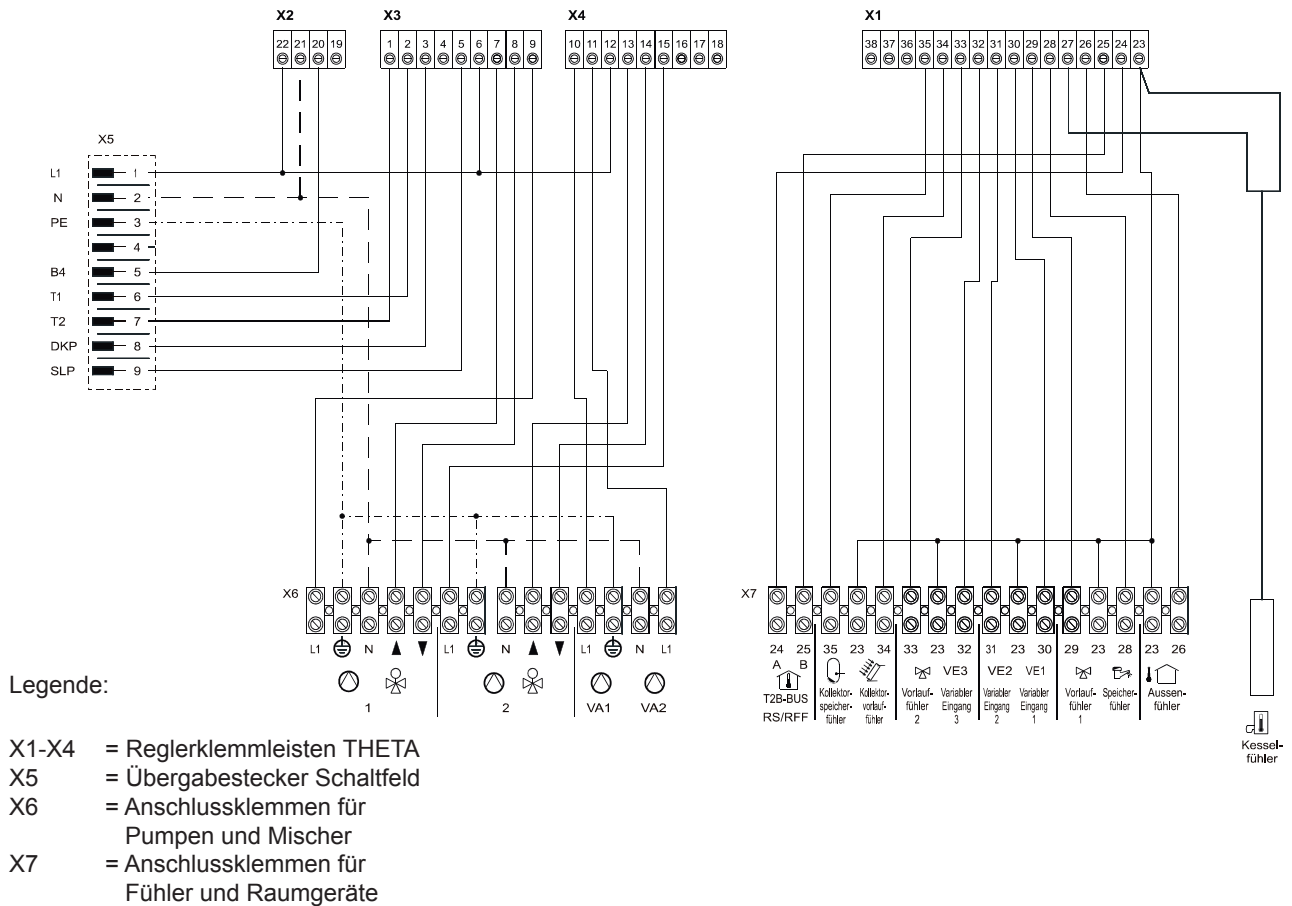 X2 X3 X4 X1
22 21 20 19 1 2 3 4 5 6 7 8 9 10 11 12 13 14 15 16 17 18 38 37 36 35 34 33 32 31 30 29 28 27 26 25 24 23
X5
L1 1
N 2
PE 3
4
B4 5
T1 6
T2 7
DKP 8
SLP 9
X6 X7
L1 N L1 N L1 N L1
1 2 VA1 VA2
24 25 35 23 34 33 23 32 31 23 30 29 23 28 23 26
A B
VE3 VE2 VE1
T2B-BUS
RS/RFF
Kollektor-
speicher-
fühler
Kollektor-
vorlauf-
fühler
Vorlauf-
fühler
2
Variabler
Eingang
3
Variabler
Eingang
2
Variabler
Eingang
1
Vorlauf-
fühler
1
Speicher-
fühler
Aussen-
fühler
Kessel-
fühler
Legende:
X1-X4 = Reglerklemmleisten THETA
X5 = Übergabestecker Schaltfeld
X6 = Anschlussklemmen für
Pumpen und Mischer
X7 = Anschlussklemmen für
Fühler und Raumgeräte